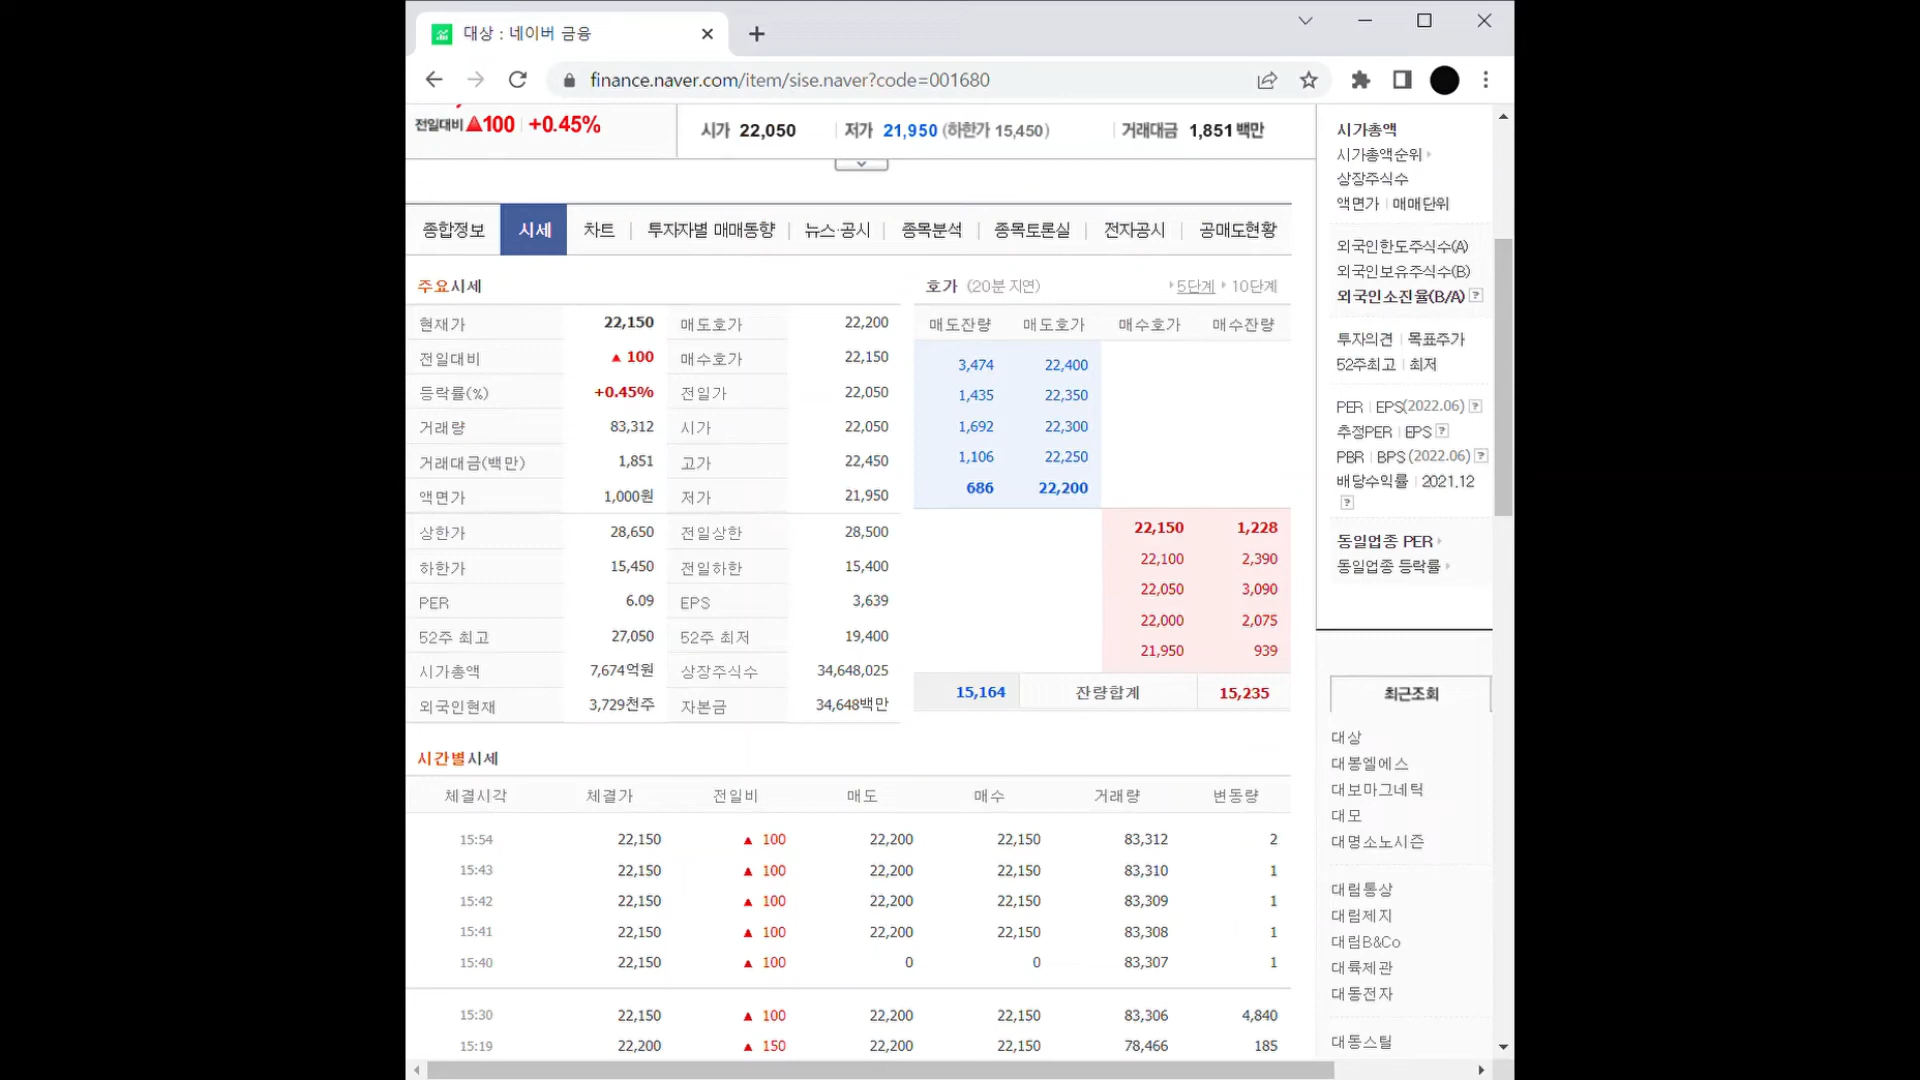 대상 : 네이버 금융
finance.naver.com/item/sise.naver?code=001680
전일대비 ▲100 +0.45%
시가 22,050 저가 21,950 (하한가 15,450) 거래대금 1,851 백만
종합정보 시세 차트 투자자별 매매동향 뉴스·공시 종목분석 종목토론실 전자공시 공매도현황
주요시세
현재가 22,150 매도호가 22,200
전일대비 ▲ 100 매수호가 22,150
등락률(%) +0.45% 전일가 22,050
거래량 83,312 시가 22,050
거래대금(백만) 1,851 고가 22,450
액면가 1,000원 저가 21,950
상한가 28,650 전일상한 28,500
하한가 15,450 전일하한 15,400
PER 6.09 EPS 3,639
52주 최고 27,050 52주 최저 19,400
시가총액 7,674억원 상장주식수 34,648,025
외국인현재 3,729천주 자본금 34,648백만
호가 (20분 지연) 5단계 10단계
매도잔량 매도호가 매수호가 매수잔량
3,474 22,400
1,435 22,350
1,692 22,300
1,106 22,250
686 22,200
22,150 1,228
22,100 2,390
22,050 3,090
22,000 2,075
21,950 939
15,164 잔량합계 15,235
시간별시세
체결시각 체결가 전일비 매도 매수 거래량 변동량
15:54 22,150 ▲ 100 22,200 22,150 83,312 2
15:43 22,150 ▲ 100 22,200 22,150 83,310 1
15:42 22,150 ▲ 100 22,200 22,150 83,309 1
15:41 22,150 ▲ 100 22,200 22,150 83,308 1
15:40 22,150 ▲ 100 0 0 83,307 1
15:30 22,150 ▲ 100 22,200 22,150 83,306 4,840
15:19 22,200 ▲ 150 22,200 22,150 78,466 185
시가총액
시가총액순위
상장주식수
액면가 | 매매단위
외국인한도주식수(A)
외국인보유주식수(B)
외국인소진율(B/A) ?
투자의견 | 목표주가
52주최고 | 최저
PER | EPS(2022.06) ?
추정PER | EPS ?
PBR | BPS (2022.06) ?
배당수익률 | 2021.12
?
동일업종 PER
동일업종 등락률
최근조회
대상
대봉엘에스
대보마그네틱
대모
대명소노시즌
대림통상
대림제지
대림B&Co
대륙제관
대동전자
대동스틸